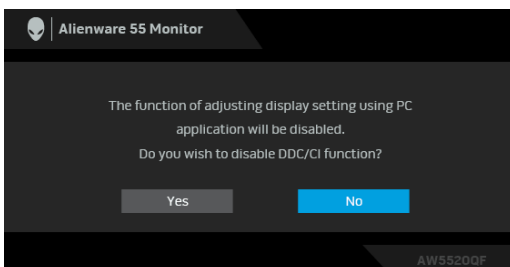 Alienware 55 Monitor
The function of adjusting display setting using PC
application will be disabled.
Do you wish to disable DDC/CI function?
Yes No
AW5520QF